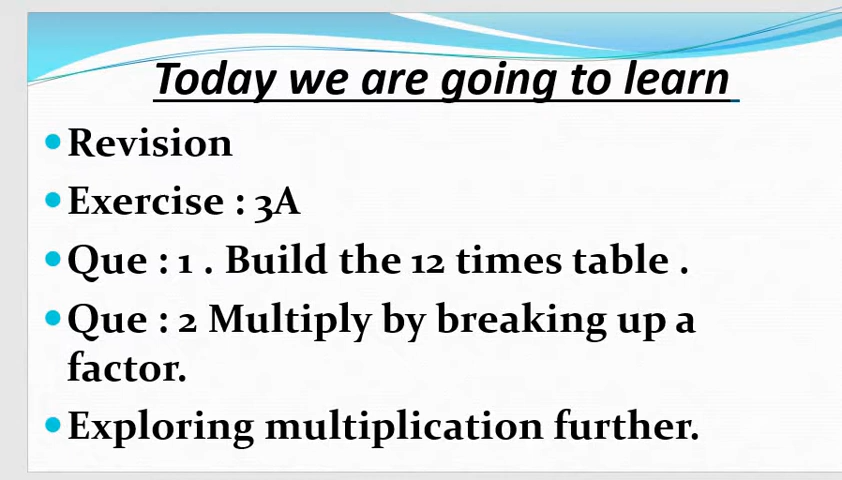 Today we are going to learn
Revision
Exercise : 3A
Que : 1 . Build the 12 times table .
Que : 2 Multiply by breaking up a
factor.
Exploring multiplication further.